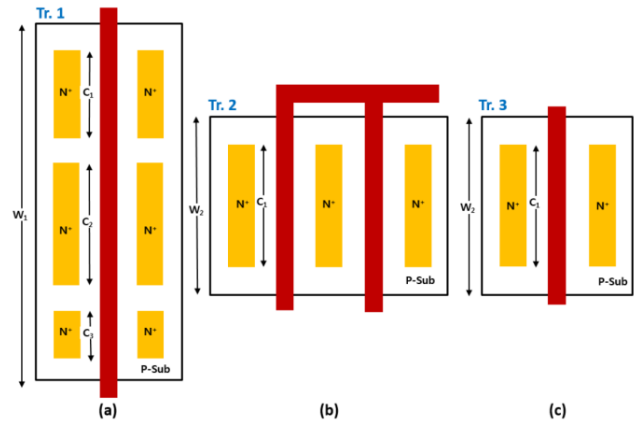 Tr. 1
N⁺
C₁
N⁺
W₁
N⁺
C₂
N⁺
N⁺
C₃
N⁺
P-Sub
(a)
Tr. 2
W₂
N⁺
C₁
N⁺
N⁺
P-Sub
(b)
Tr. 3
W₂
N⁺
C₁
N⁺
P-Sub
(c)